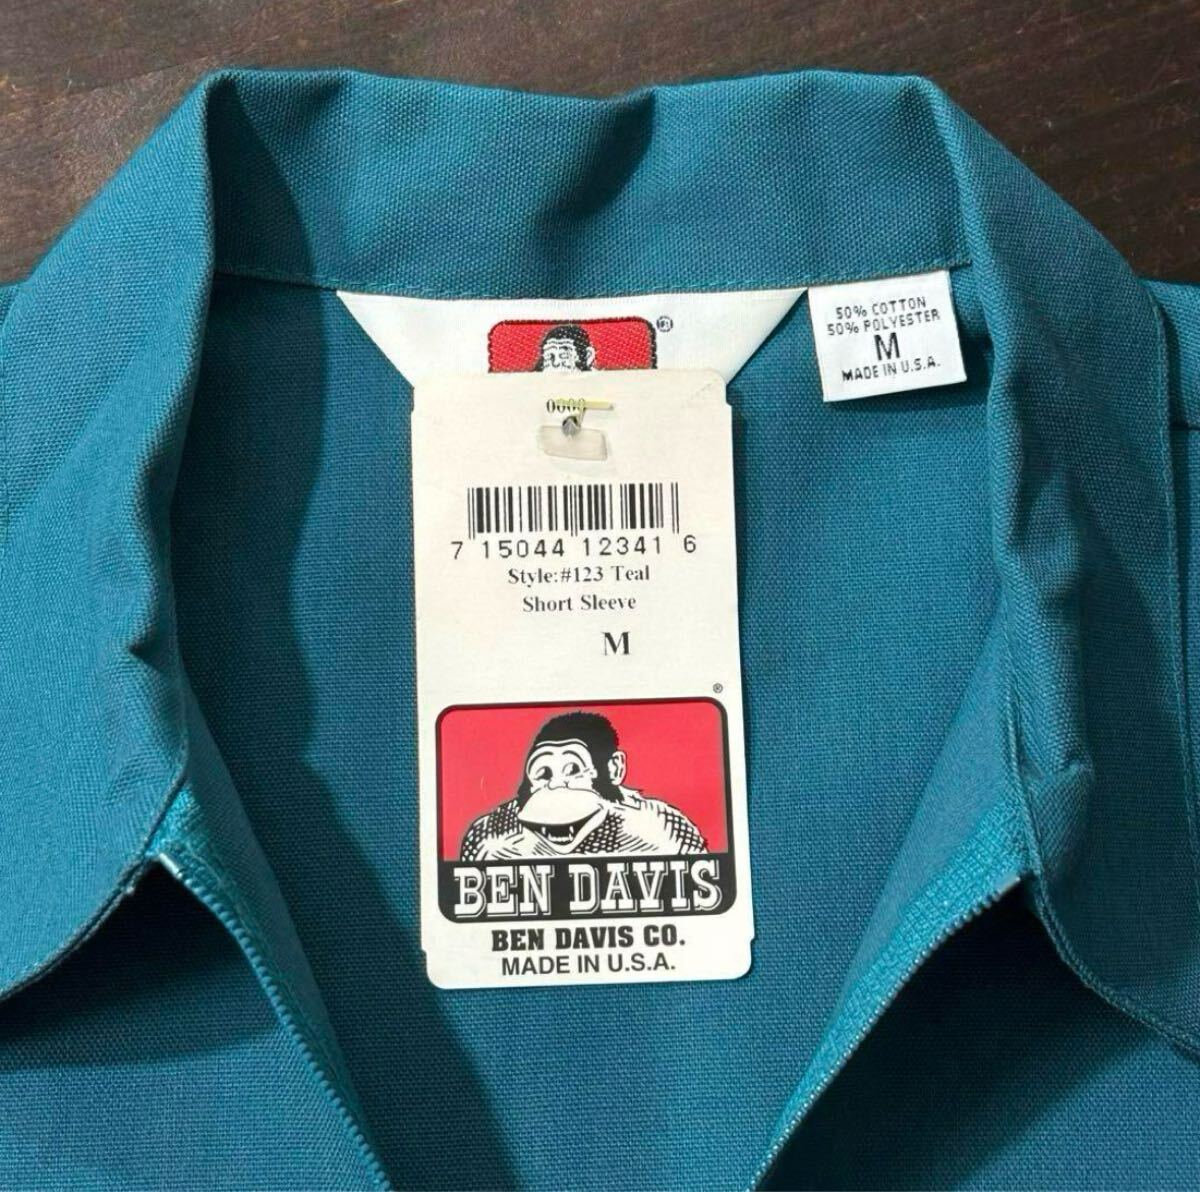 ®
50% COTTON
50% POLYESTER
M
MADE IN U.S.A.
7 15044 12341 6
Style:#123 Teal
Short Sleeve
M
®
BEN DAVIS
BEN DAVIS CO.
MADE IN U.S.A.